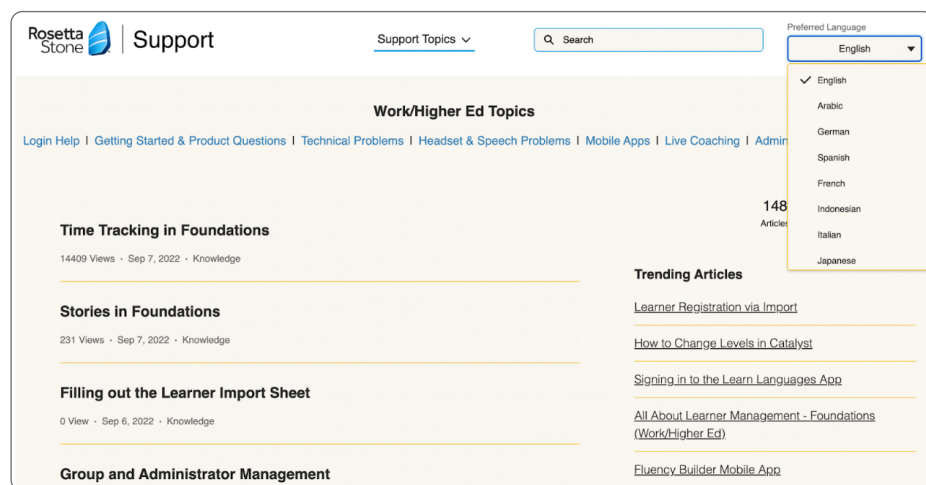 Rosetta Stone Support
Support Topics
Search
Preferred Language
English
English
Arabic
German
Spanish
French
Indonesian
Italian
Japanese
Work/Higher Ed Topics
Login Help | Getting Started & Product Questions | Technical Problems | Headset & Speech Problems | Mobile Apps | Live Coaching |
148
Time Tracking in Foundations
14409 Views · Sep 7, 2022 · Knowledge
Stories in Foundations
231 Views · Sep 7, 2022 · Knowledge
Filling out the Learner Import Sheet
0 View · Sep 6, 2022 · Knowledge
Group and Administrator Management
Articles
Trending Articles
Learner Registration via Import
How to Change Levels in Catalyst
Signing in to the Learn Languages App
All About Learner Management - Foundations
(Work/Higher Ed)
Fluency Builder Mobile App